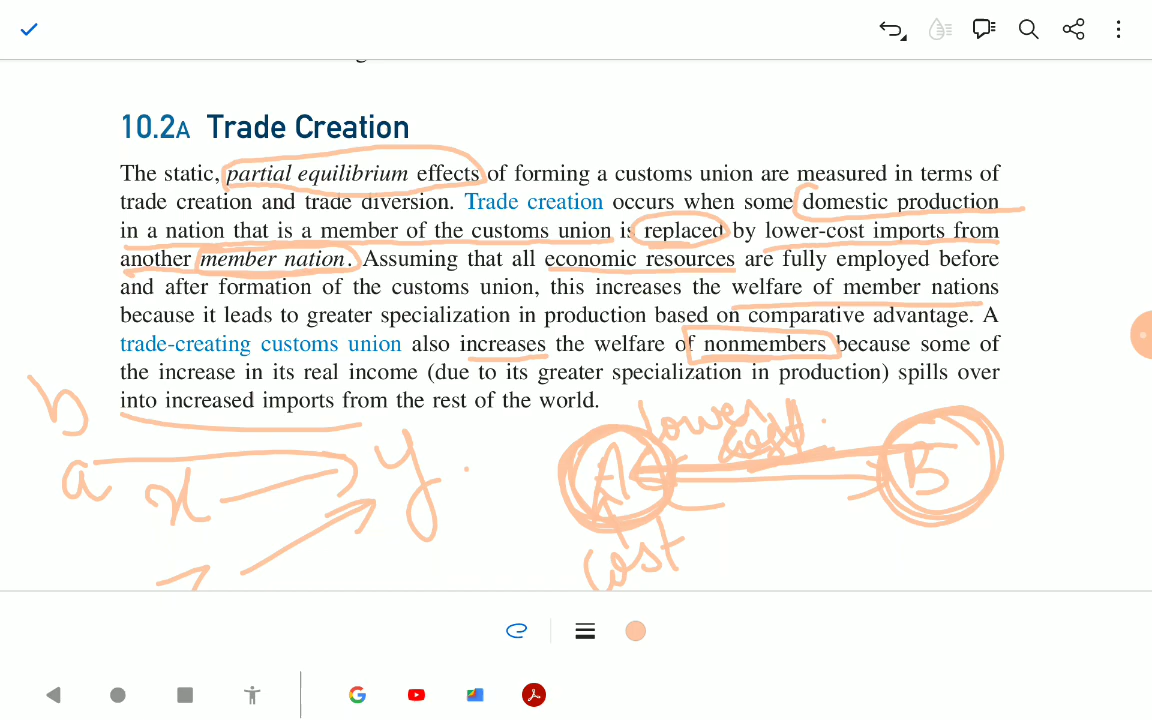 10.2A Trade Creation
The static, partial equilibrium effects of forming a customs union are measured in terms of
trade creation and trade diversion. Trade creation occurs when some domestic production
in a nation that is a member of the customs union is replaced by lower-cost imports from
another member nation. Assuming that all economic resources are fully employed before
and after formation of the customs union, this increases the welfare of member nations
because it leads to greater specialization in production based on comparative advantage. A
trade-creating customs union also increases the welfare of nonmembers because some of
the increase in its real income (due to its greater specialization in production) spills over
into increased imports from the rest of the world.
b
lower
a x y A B
cost